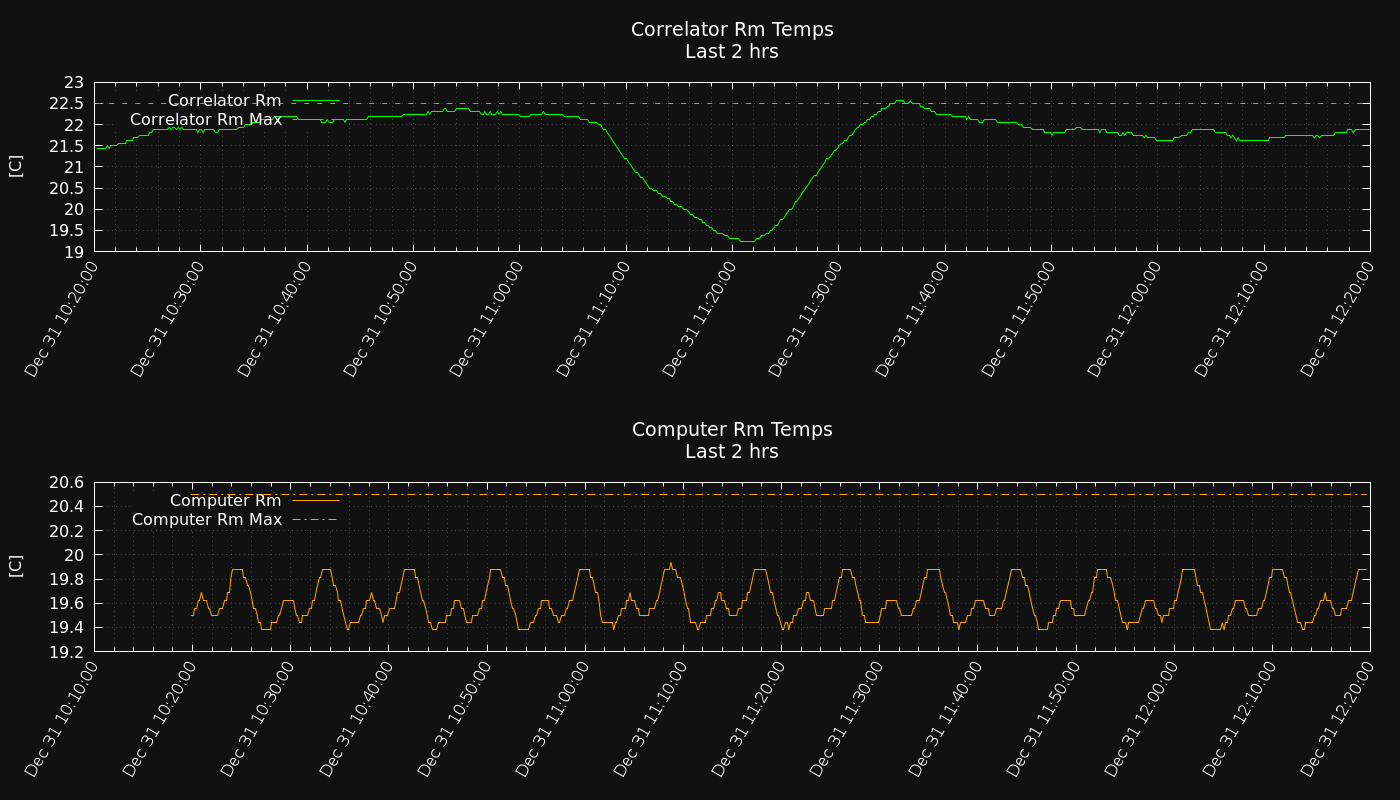 Correlator Rm Temps
Last 2 hrs
23
22.5
22
21.5
21
20.5
20
19.5
19
[C]
Correlator Rm
Correlator Rm Max
Dec 31 10:20:00
Dec 31 10:30:00
Dec 31 10:40:00
Dec 31 10:50:00
Dec 31 11:00:00
Dec 31 11:10:00
Dec 31 11:20:00
Dec 31 11:30:00
Dec 31 11:40:00
Dec 31 11:50:00
Dec 31 12:00:00
Dec 31 12:10:00
Dec 31 12:20:00
Computer Rm Temps
Last 2 hrs
20.6
20.4
20.2
20
19.8
19.6
19.4
19.2
[C]
Computer Rm
Computer Rm Max
Dec 31 10:10:00
Dec 31 10:20:00
Dec 31 10:30:00
Dec 31 10:40:00
Dec 31 10:50:00
Dec 31 11:00:00
Dec 31 11:10:00
Dec 31 11:20:00
Dec 31 11:30:00
Dec 31 11:40:00
Dec 31 11:50:00
Dec 31 12:00:00
Dec 31 12:10:00
Dec 31 12:20:00